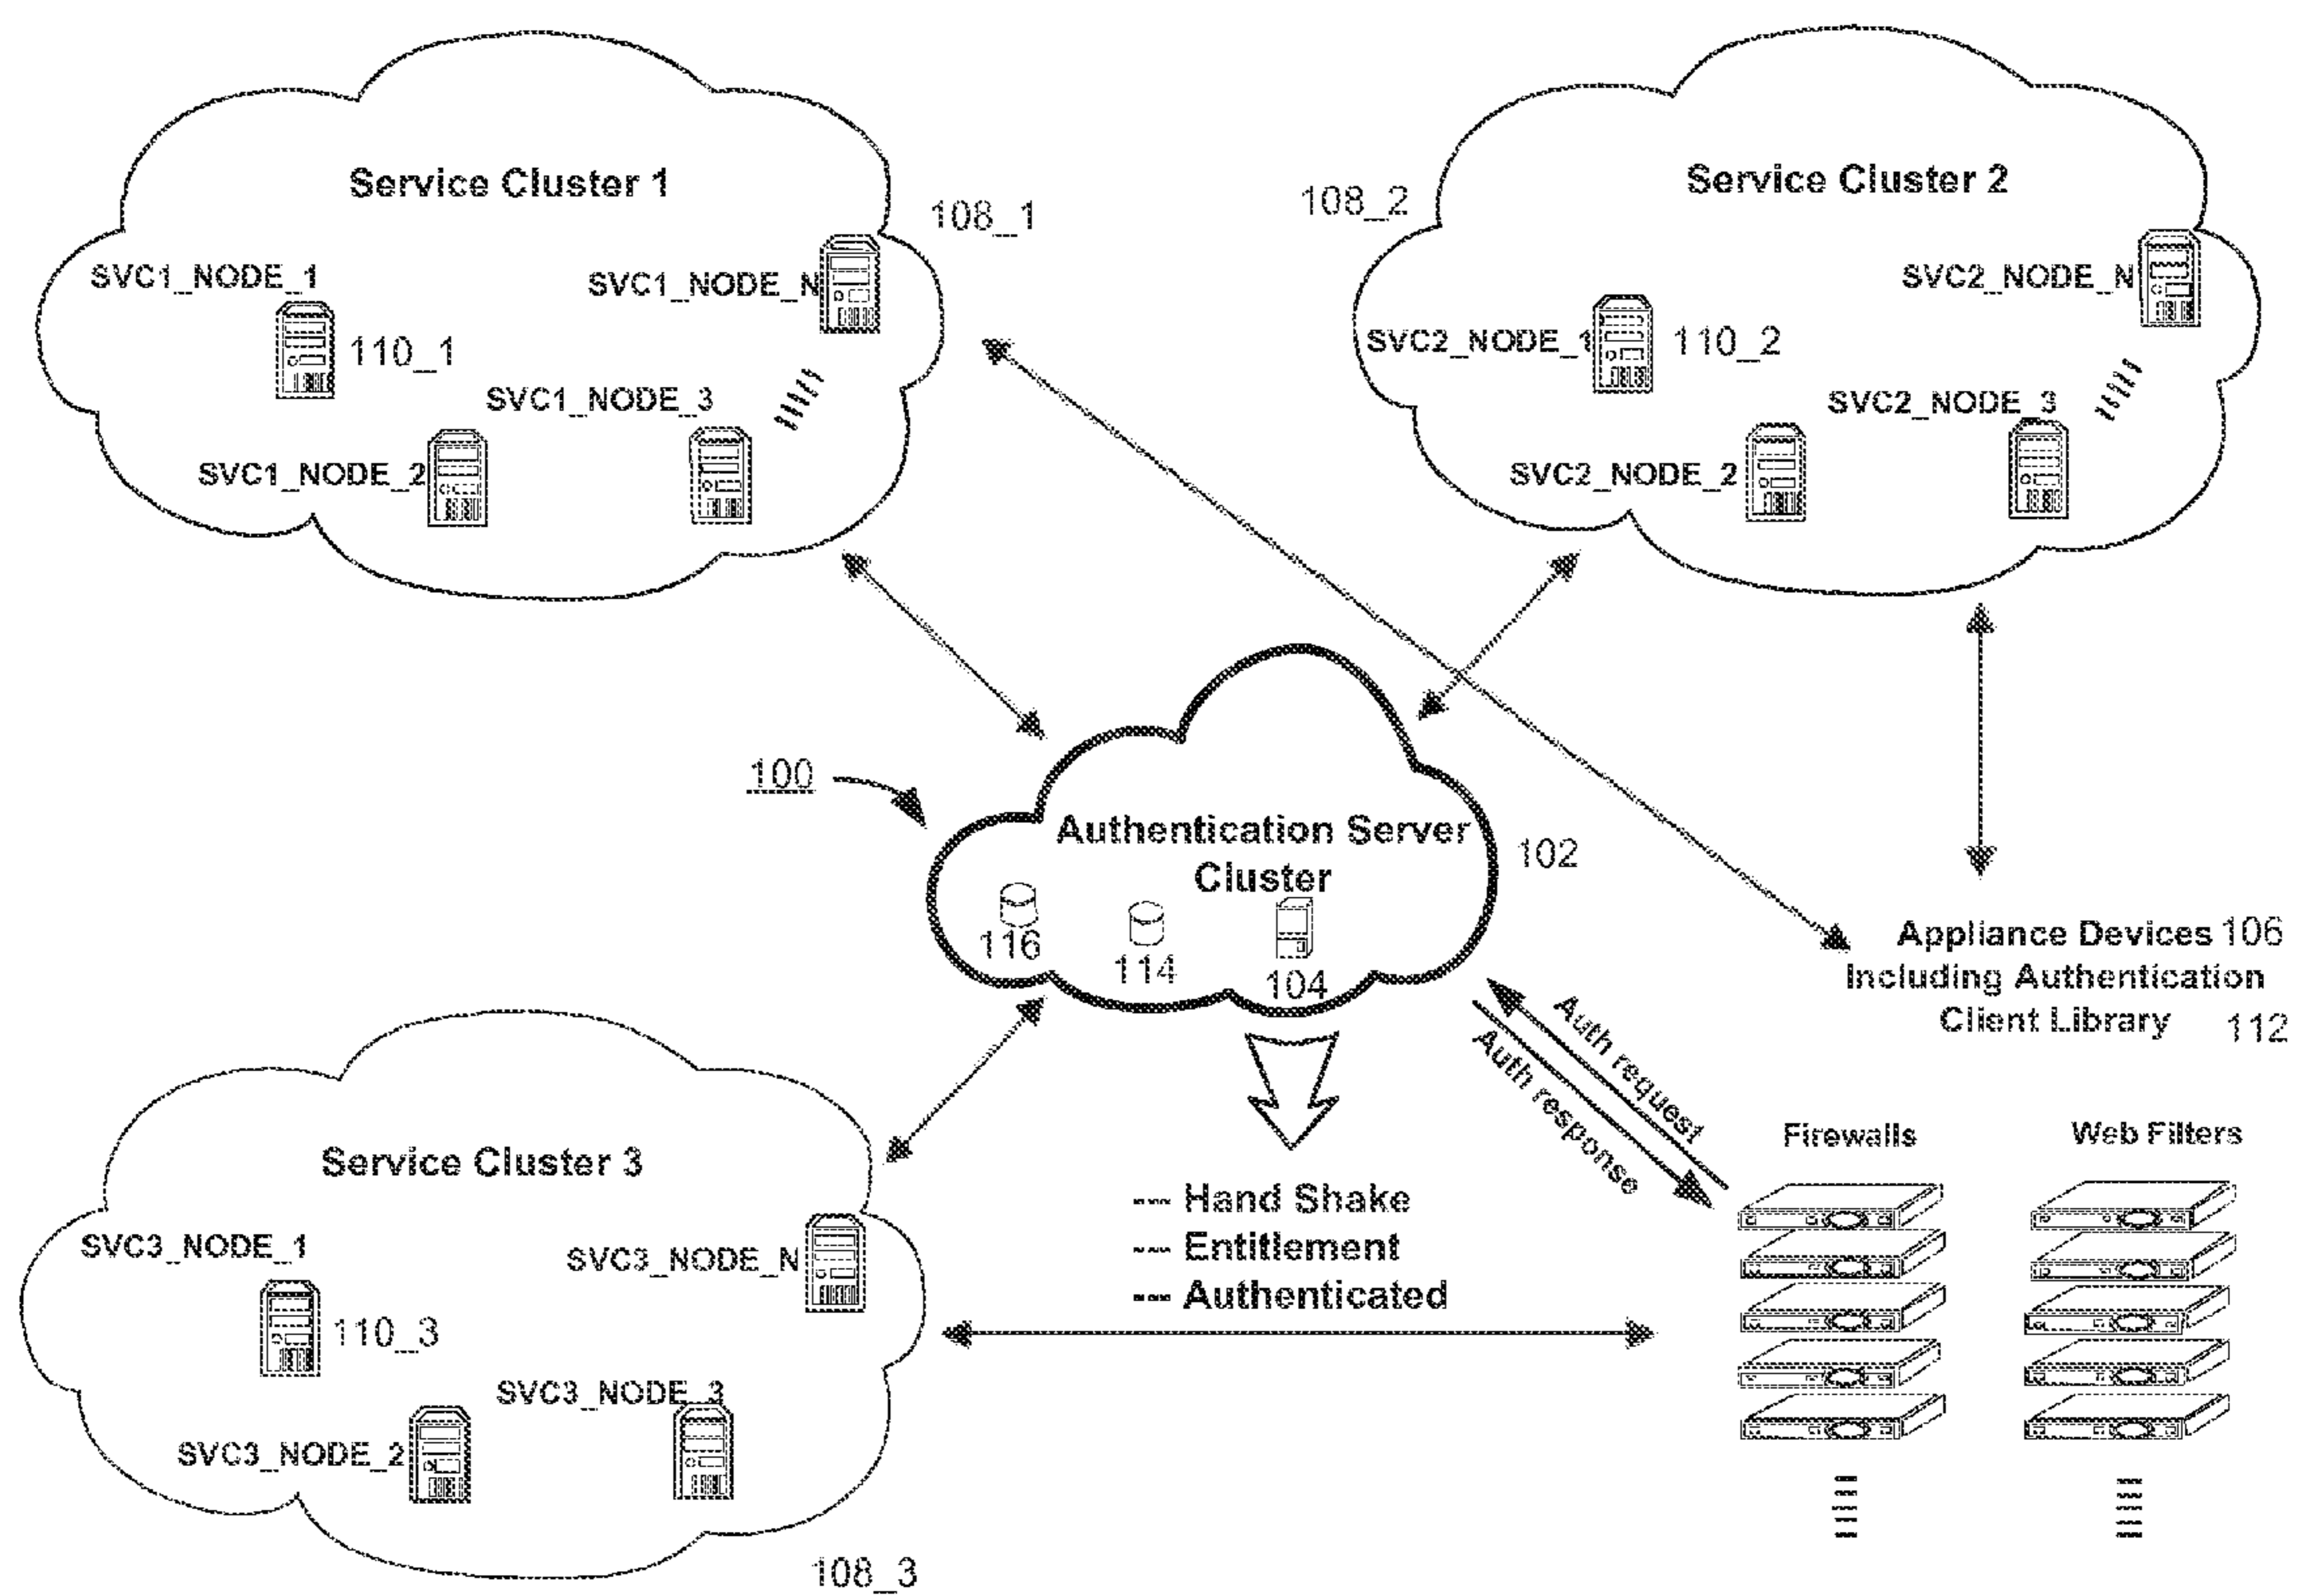 Service Cluster 1
108_1
SVC1_NODE_1
SVC1_NODE_N
110_1
SVC1_NODE_3
SVC1_NODE_2
108_2
Service Cluster 2
SVC2_NODE_N
SVC2_NODE_1
110_2
SVC2_NODE_3
SVC2_NODE_2
100
Authentication Server
Cluster
102
116
114
104
Appliance Devices 106
Including Authentication
Client Library 112
Auth request
Auth response
Firewalls
Web Filters
--- Hand Shake
--- Entitlement
--- Authenticated
Service Cluster 3
SVC3_NODE_1
SVC3_NODE_N
110_3
SVC3_NODE_3
SVC3_NODE_2
108_3